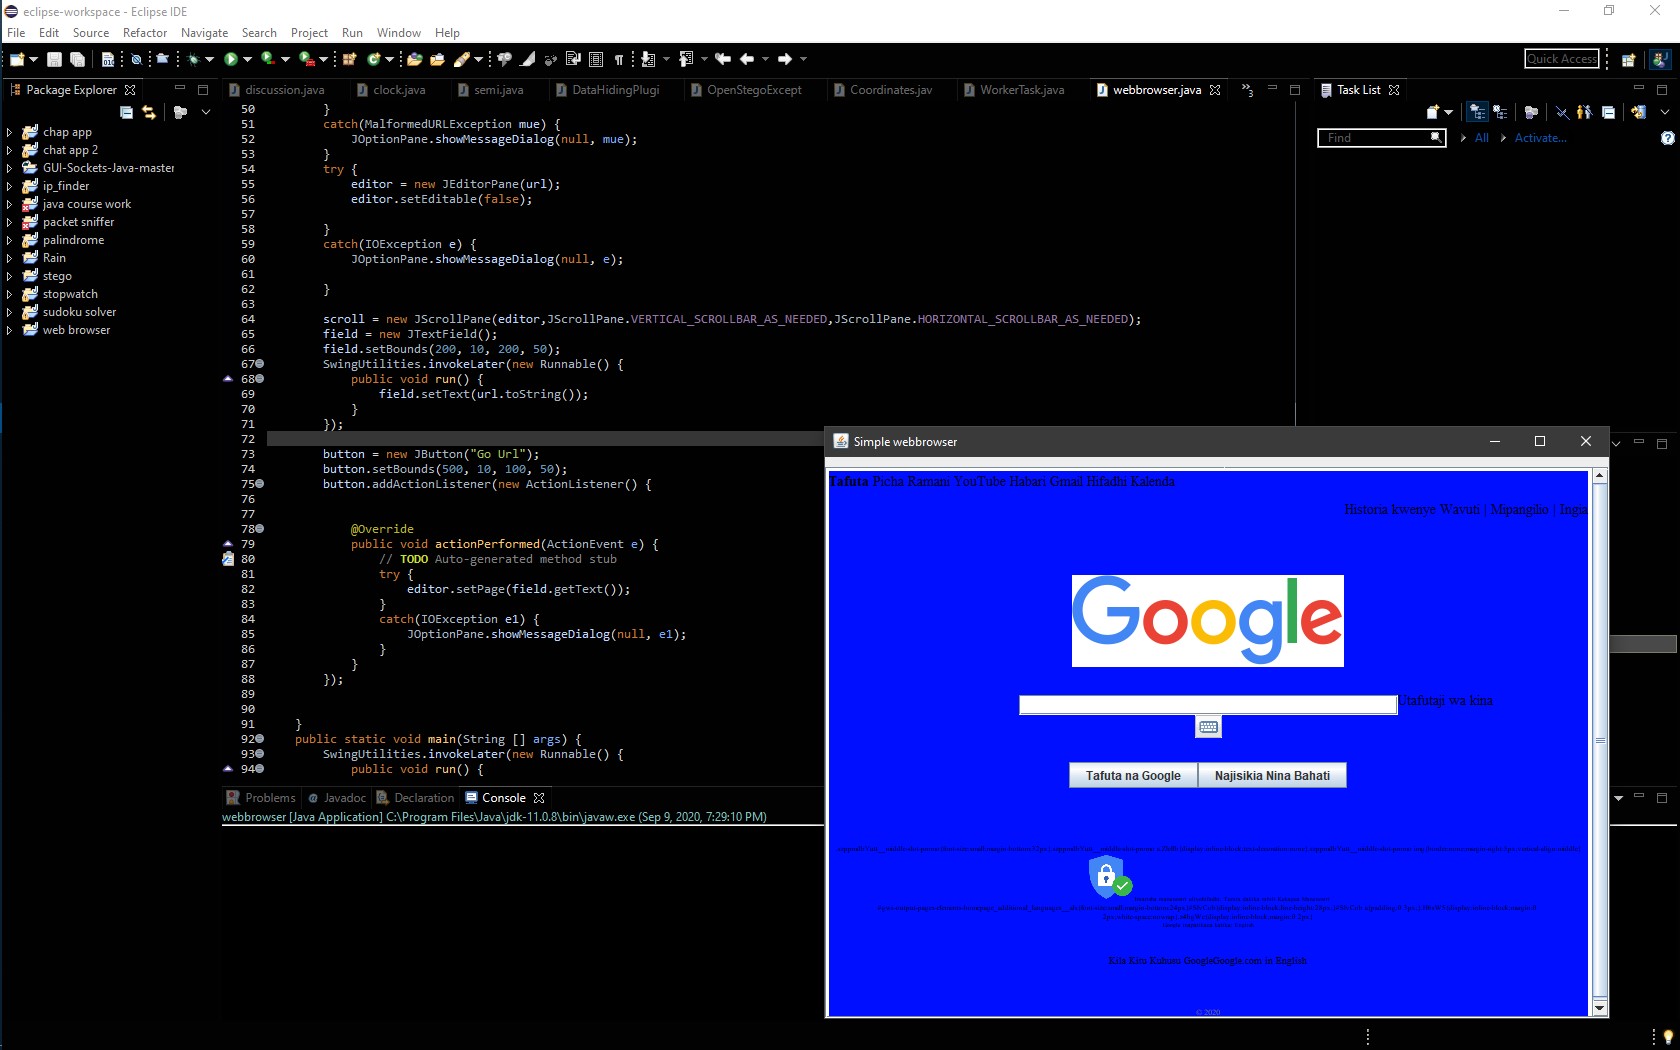 eclipse-workspace - Eclipse IDE
File Edit Source Refactor Navigate Search Project Run Window Help
Quick Access
Package Explorer
discussion.java clock.java semi.java DataHidingPlugi OpenStegoExcept Coordinates.jav WorkerTask.java webbrowser.java 3
Task List
Find All Activate...
chap app
chat app 2
GUI-Sockets-Java-master
ip_finder
java course work
packet sniffer
palindrome
Rain
stego
stopwatch
sudoku solver
web browser
50 }
51 catch(MalformedURLException mue) {
52 JOptionPane.showMessageDialog(null, mue);
53 }
54 try {
55 editor = new JEditorPane(url);
56 editor.setEditable(false);
57
58 }
59 catch(IOException e) {
60 JOptionPane.showMessageDialog(null, e);
61
62 }
63
64 scroll = new JScrollPane(editor,JScrollPane.VERTICAL_SCROLLBAR_AS_NEEDED,JScrollPane.HORIZONTAL_SCROLLBAR_AS_NEEDED);
65 field = new JTextField();
66 field.setBounds(200, 10, 200, 50);
67 SwingUtilities.invokeLater(new Runnable() {
68 public void run() {
69 field.setText(url.toString());
70 }
71 });
72
73 button = new JButton("Go Url");
74 button.setBounds(500, 10, 100, 50);
75 button.addActionListener(new ActionListener() {
76
77
78 @Override
79 public void actionPerformed(ActionEvent e) {
80 // TODO Auto-generated method stub
81 try {
82 editor.setPage(field.getText());
83 }
84 catch(IOException e1) {
85 JOptionPane.showMessageDialog(null, e1);
86 }
87 }
88 });
89
90
91 }
92 public static void main(String [] args) {
93 SwingUtilities.invokeLater(new Runnable() {
94 public void run() {
Problems Javadoc Declaration Console
webbrowser [Java Application] C:\Program Files\Java\jdk-11.0.8\bin\javaw.exe (Sep 9, 2020, 7:29:10 PM)
Simple webbrowser
Tafuta Picha Ramani YouTube Habari Gmail Hifadhi Kalenda
Historia kwenye Wavuti | Mipangilio | Ingia
Google
Utafutaji wa kina
Tafuta na Google Najisikia Nina Bahati
Kila Kitu Kuhusu GoogleGoogle.com in English
© 2020